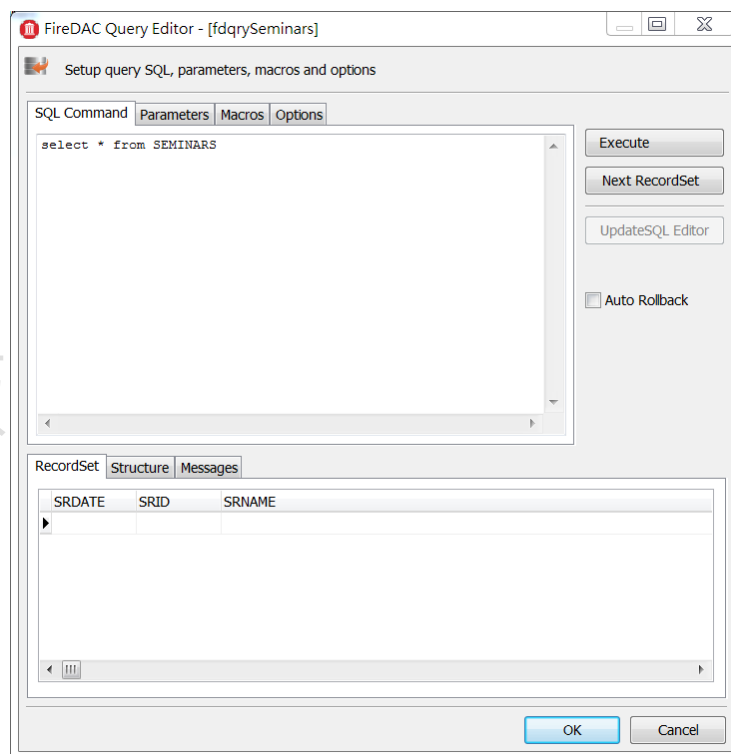 FireDAC Query Editor - [fdqrySeminars]
Setup query SQL, parameters, macros and options
SQL Command Parameters Macros Options
select * from SEMINARS
Execute
Next RecordSet
UpdateSQL Editor
Auto Rollback
RecordSet Structure Messages
SRDATE SRID SRNAME
OK Cancel